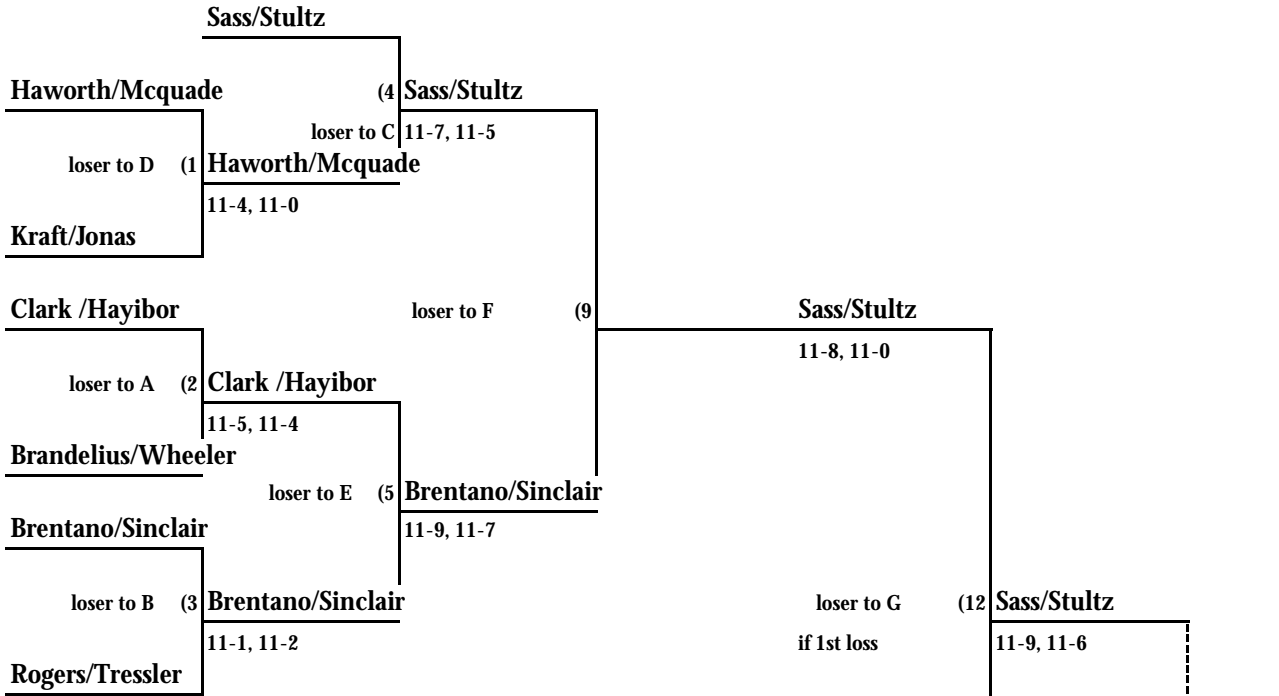 Sass/Stultz
Haworth/Mcquade
(4 Sass/Stultz
loser to C 11-7, 11-5
loser to D (1 Haworth/Mcquade
11-4, 11-0
Kraft/Jonas
Clark /Hayibor
loser to F (9 Sass/Stultz
11-8, 11-0
loser to A (2 Clark /Hayibor
11-5, 11-4
Brandelius/Wheeler
loser to E (5 Brentano/Sinclair
11-9, 11-7
Brentano/Sinclair
loser to B (3 Brentano/Sinclair
11-1, 11-2
loser to G (12 Sass/Stultz
if 1st loss 11-9, 11-6
Rogers/Tressler